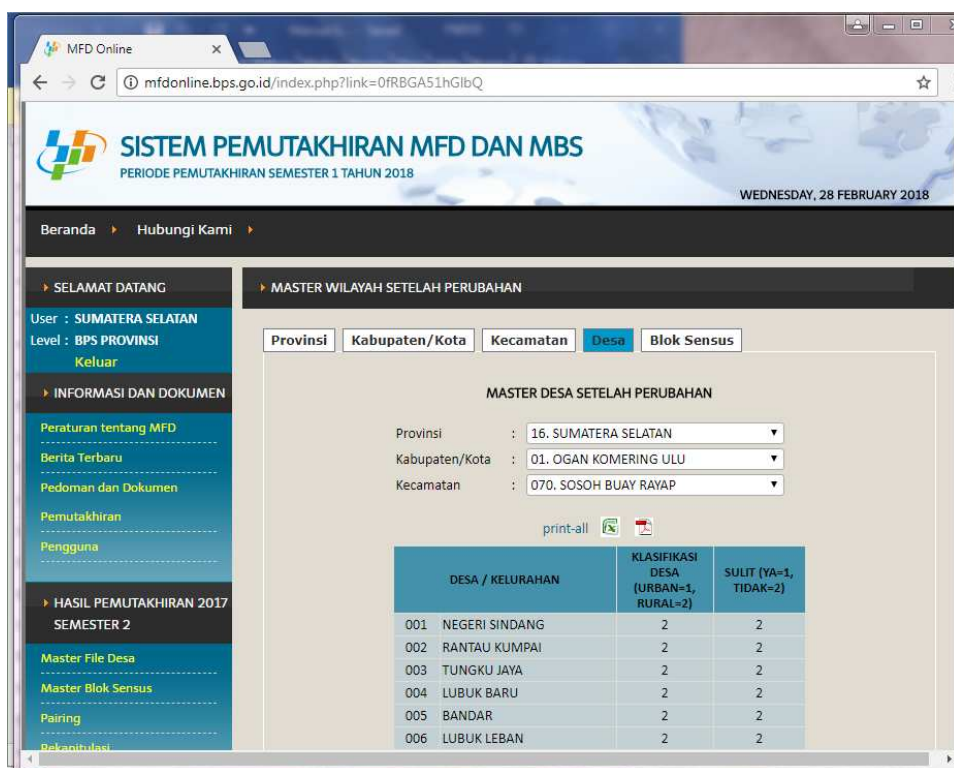 MFD Online
mfdonline.bps.go.id/index.php?link=0fRBGA51hGlbQ
SISTEM PEMUTAKHIRAN MFD DAN MBS
PERIODE PEMUTAKHIRAN SEMESTER 1 TAHUN 2018
WEDNESDAY, 28 FEBRUARY 2018
Beranda Hubungi Kami
SELAMAT DATANG
User : SUMATERA SELATAN
Level : BPS PROVINSI
Keluar
INFORMASI DAN DOKUMEN
Peraturan tentang MFD
Berita Terbaru
Pedoman dan Dokumen
Pemutakhiran
Pengguna
HASIL PEMUTAKHIRAN 2017
SEMESTER 2
Master File Desa
Master Blok Sensus
Pairing
Rekapitulasi
MASTER WILAYAH SETELAH PERUBAHAN
Provinsi Kabupaten/Kota Kecamatan Desa Blok Sensus
MASTER DESA SETELAH PERUBAHAN
Provinsi : 16. SUMATERA SELATAN
Kabupaten/Kota : 01. OGAN KOMERING ULU
Kecamatan : 070. SOSOH BUAY RAYAP
print-all
DESA / KELURAHAN
KLASIFIKASI
DESA
(URBAN=1,
RURAL=2)
SULIT (YA=1,
TIDAK=2)
001 NEGERI SINDANG 2 2
002 RANTAU KUMPAI 2 2
003 TUNGKU JAYA 2 2
004 LUBUK BARU 2 2
005 BANDAR 2 2
006 LUBUK LEBAN 2 2